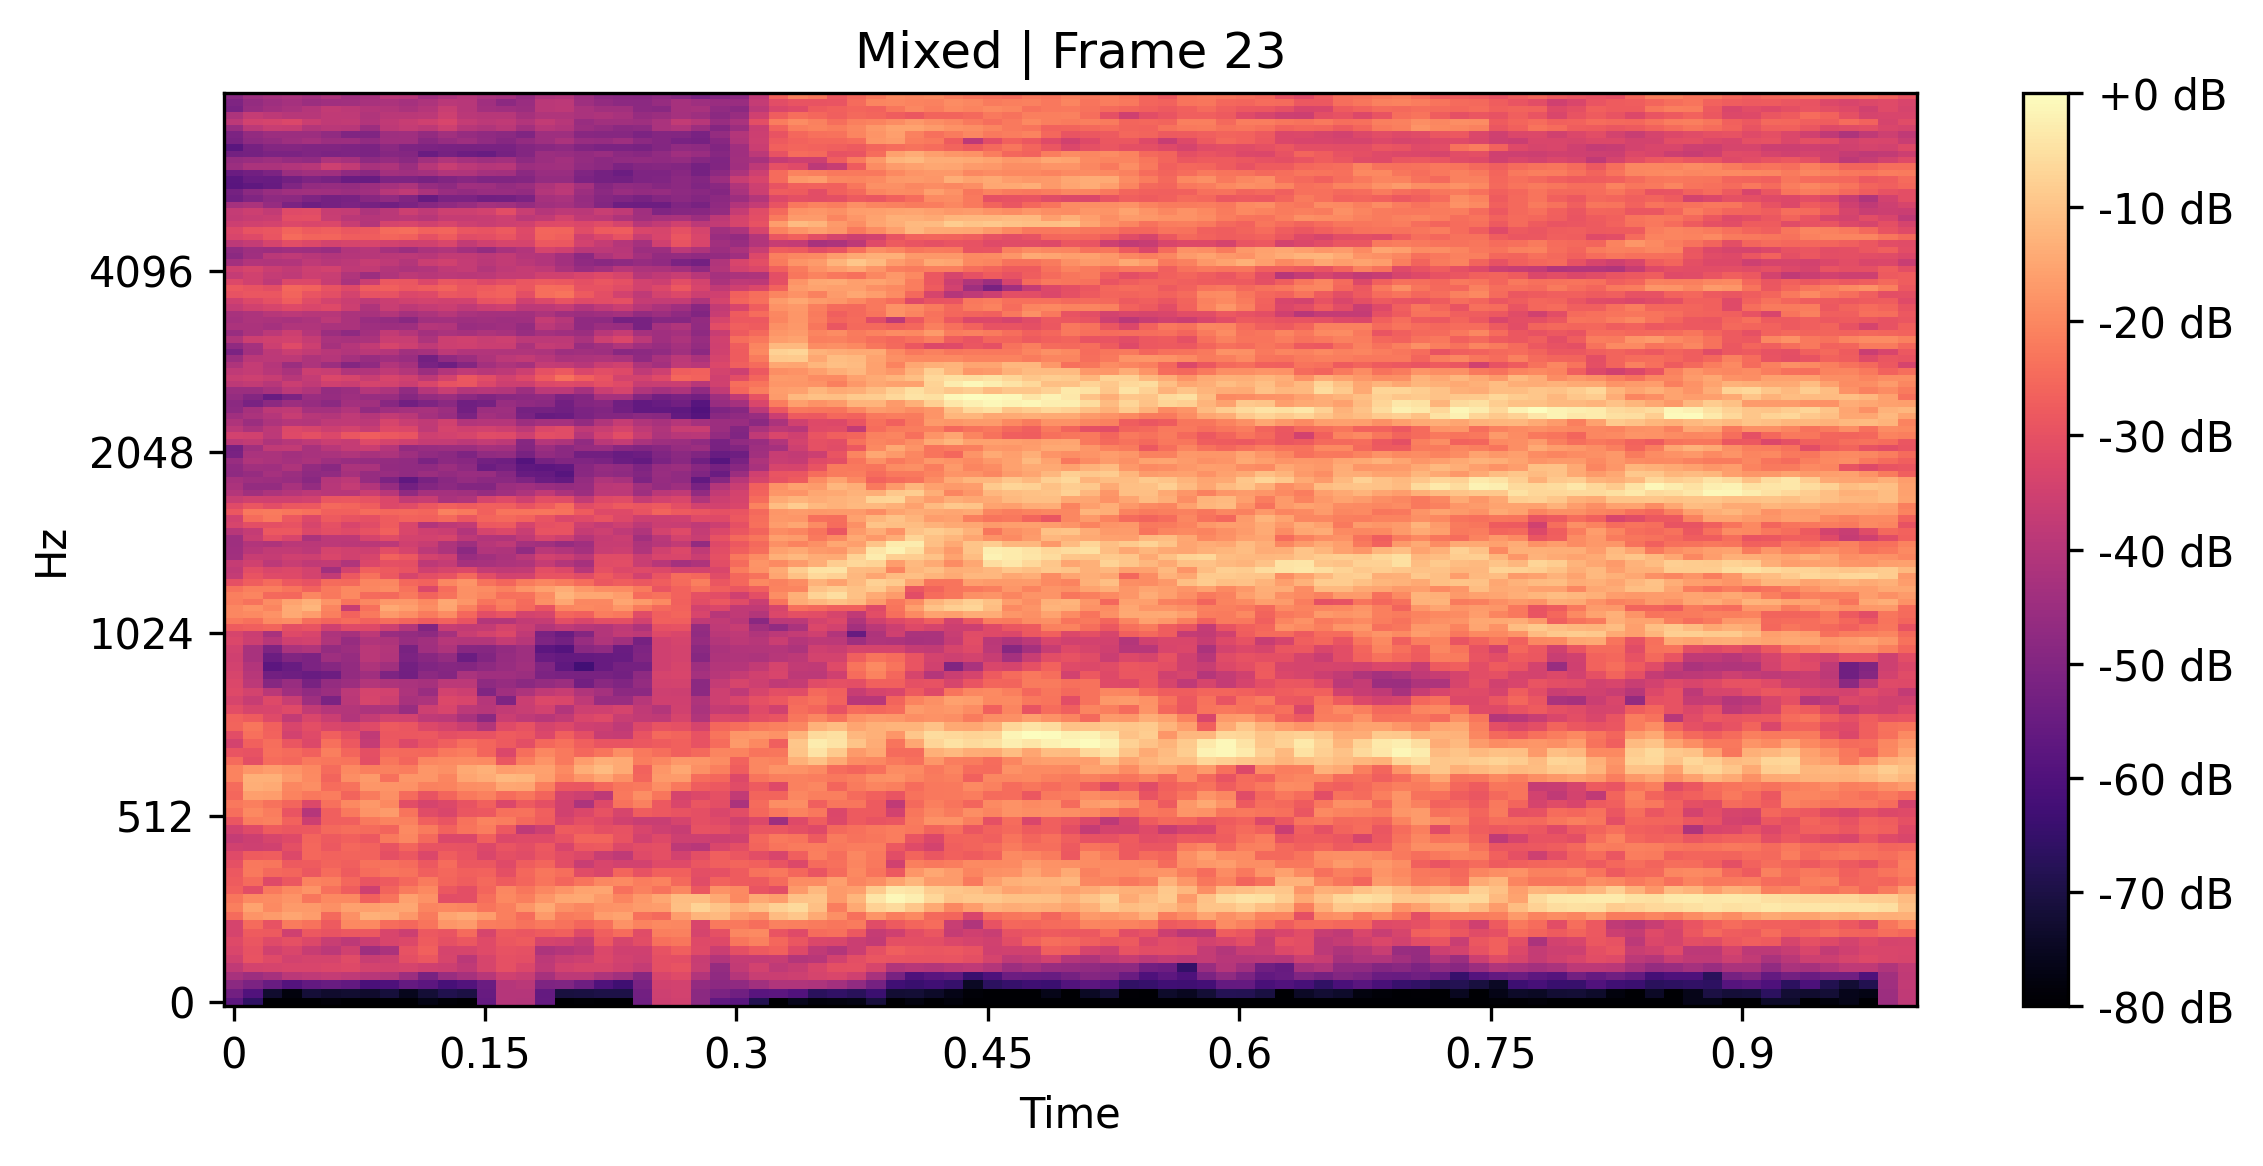 Mixed | Frame 23
+0 dB
-10 dB
-20 dB
-30 dB
-40 dB
-50 dB
-60 dB
-70 dB
-80 dB
4096
2048
1024
512
0
Hz
0 0.15 0.3 0.45 0.6 0.75 0.9
Time